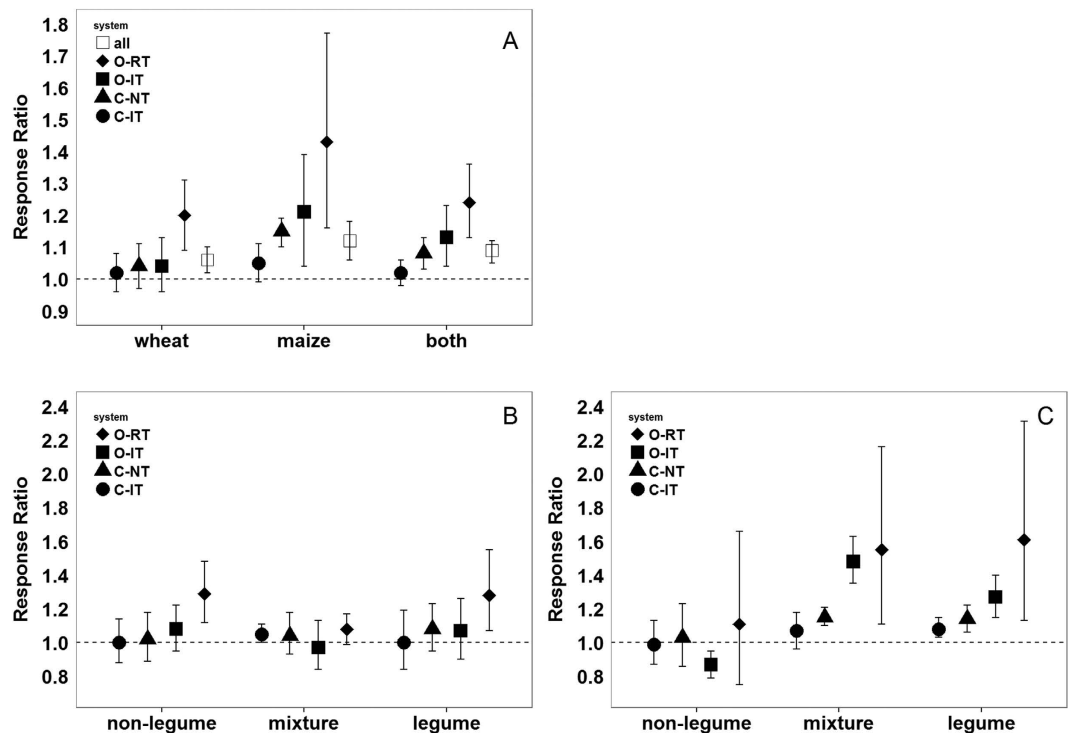 A
system
all
O-RT
O-IT
C-NT
C-IT
Response Ratio
1.8
1.7
1.6
1.5
1.4
1.3
1.2
1.1
1.0
0.9
wheat maize both
B
system
O-RT
O-IT
C-NT
C-IT
Response Ratio
2.4
2.2
2.0
1.8
1.6
1.4
1.2
1.0
0.8
non-legume mixture legume
C
system
O-RT
O-IT
C-NT
C-IT
Response Ratio
2.4
2.2
2.0
1.8
1.6
1.4
1.2
1.0
0.8
non-legume mixture legume